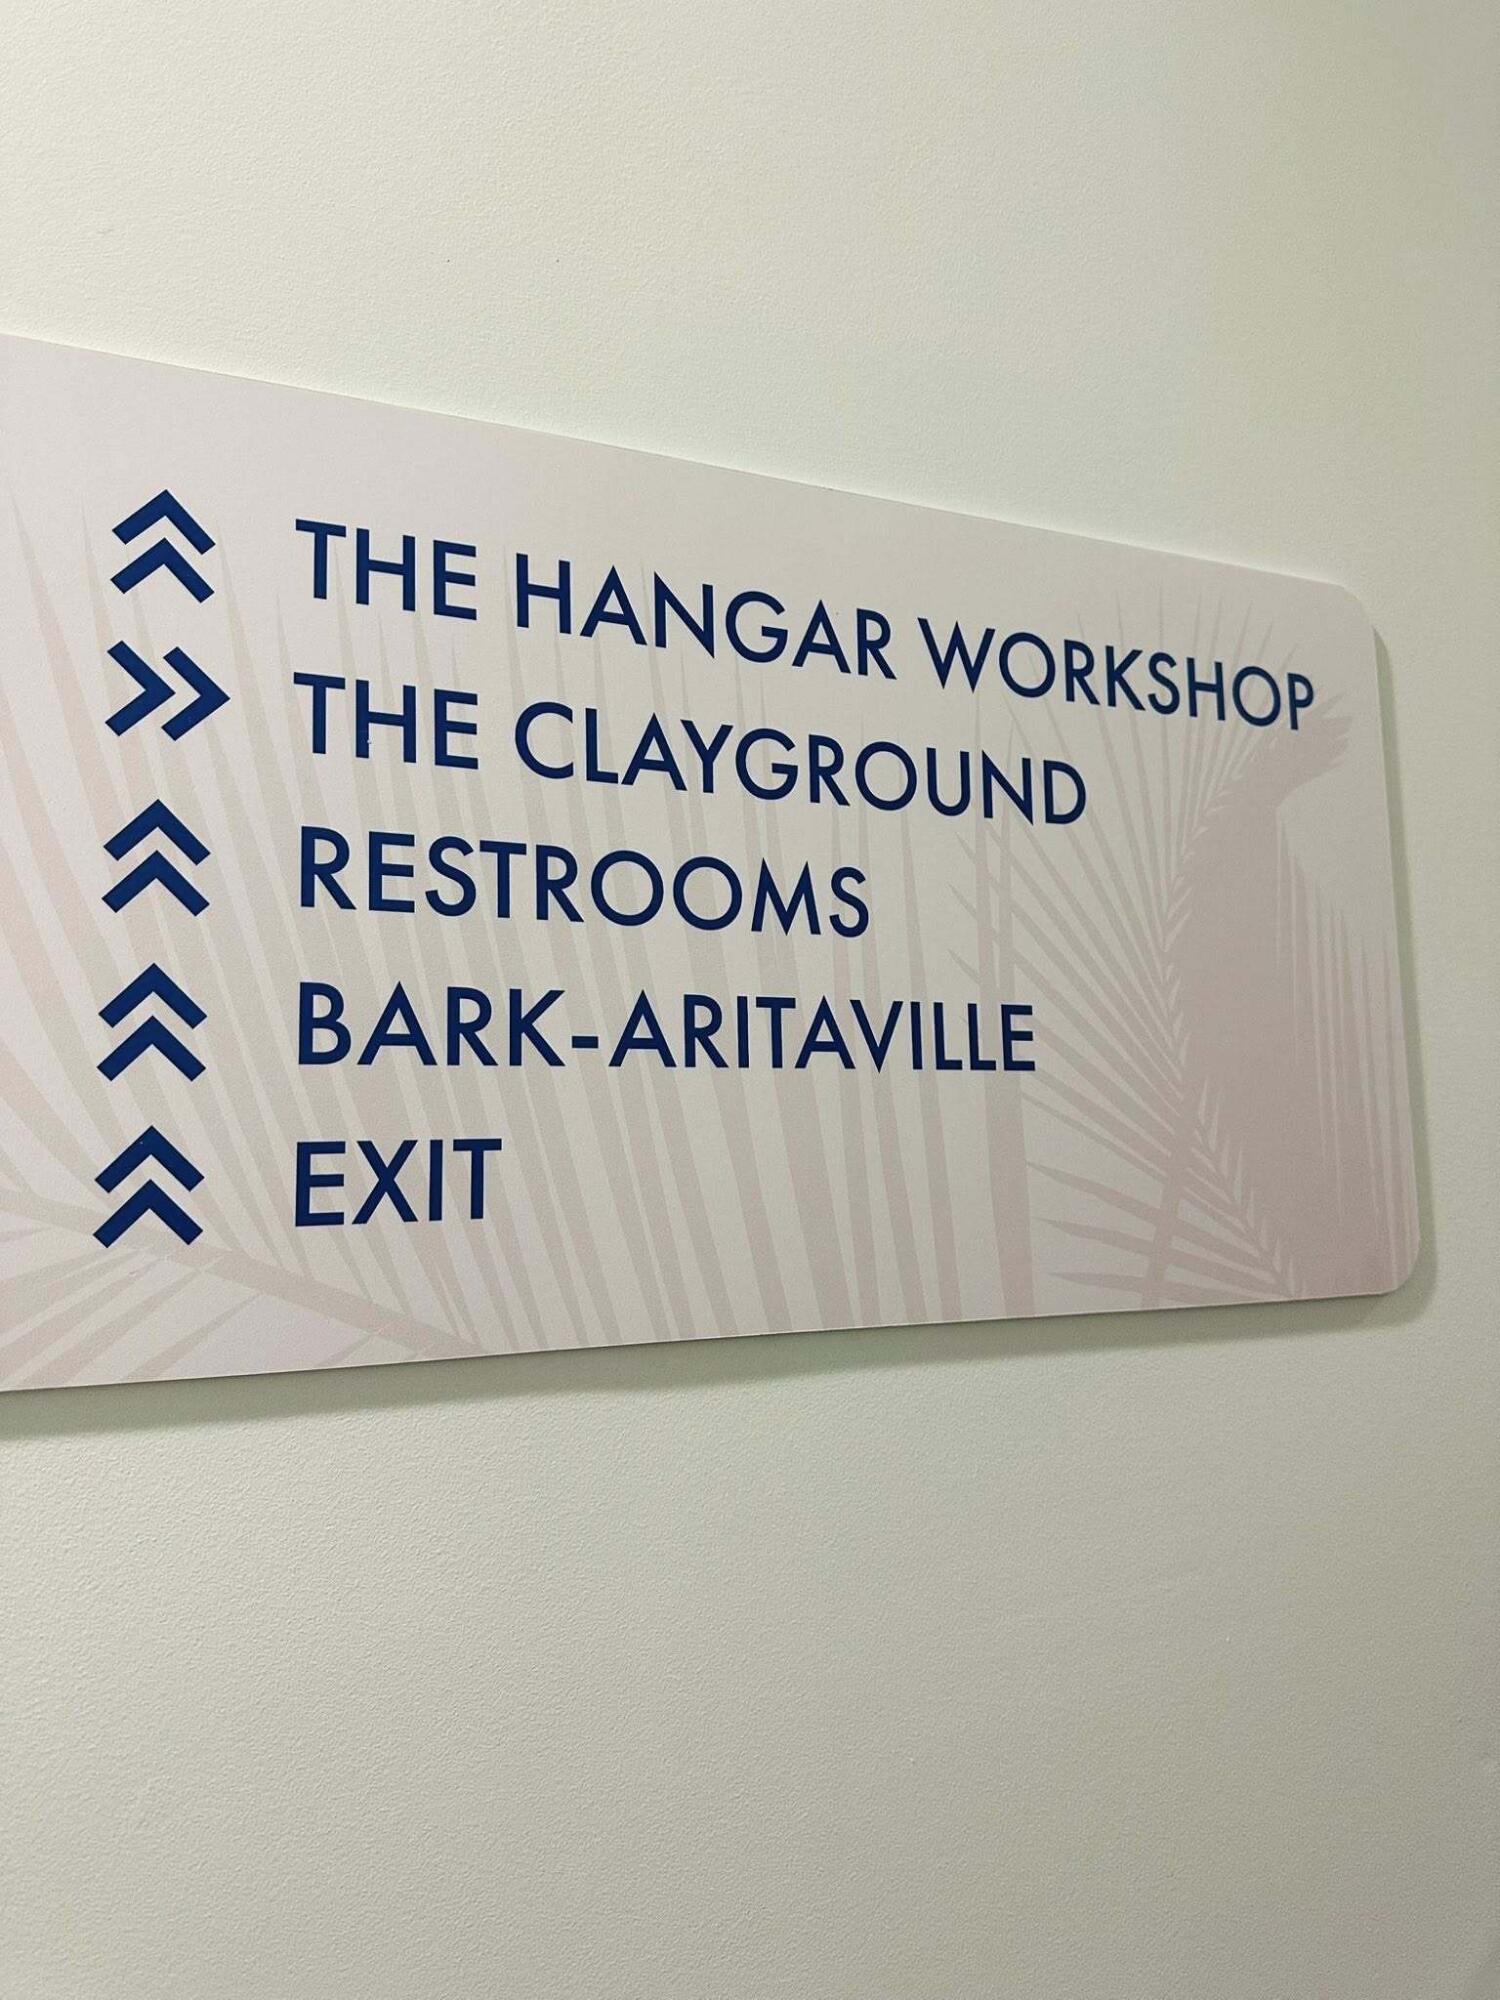 THE HANGAR WORKSHOP
THE CLAYGROUND
RESTROOMS
BARK-ARITAVILLE
EXIT